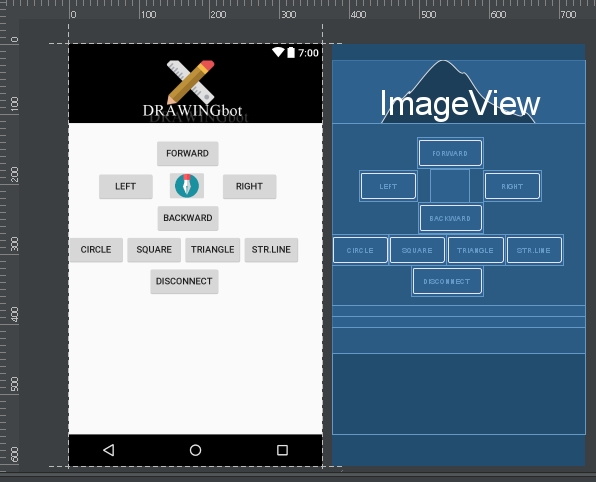 0 100 200 300 400 500 600 700
0
100
200
300
400
500
600
7:00
DRAWINGbot
DRAWINGbot
FORWARD
LEFT RIGHT
BACKWARD
CIRCLE SQUARE TRIANGLE STR.LINE
DISCONNECT
ImageView
FORWARD
LEFT RIGHT
BACKWARD
CIRCLE SQUARE TRIANGLE STR.LINE
DISCONNECT